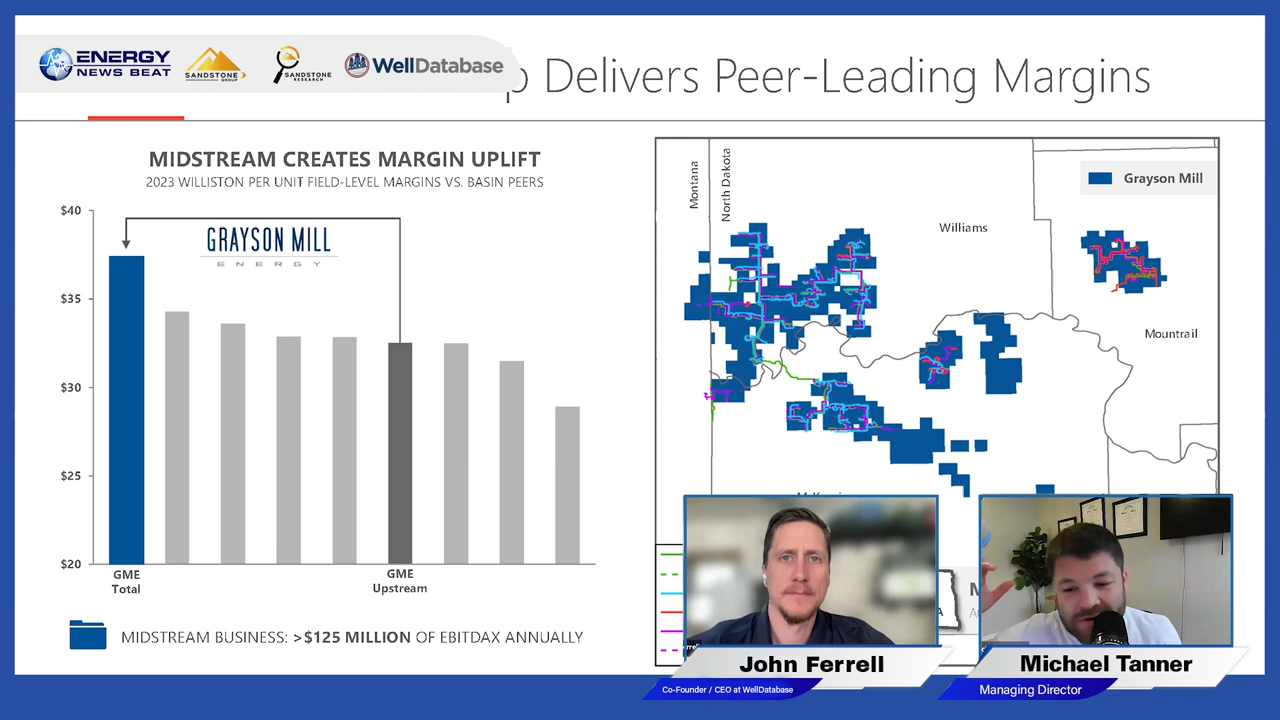 ENERGY
NEWS BEAT
SANDSTONE
GROUP
SANDSTONE
RESEARCH
WellDatabase
p Delivers Peer-Leading Margins
MIDSTREAM CREATES MARGIN UPLIFT
2023 WILLISTON PER UNIT FIELD-LEVEL MARGINS VS. BASIN PEERS
$40
$35
$30
$25
$20
GRAYSON MILL
ENERGY
GME
Total
GME
Upstream
MIDSTREAM BUSINESS: >$125 MILLION OF EBITDAX ANNUALLY
Montana
North Dakota
Williams
Grayson Mill
Mountrail
John Ferrell
Co-Founder / CEO at WellDatabase
Michael Tanner
Managing Director